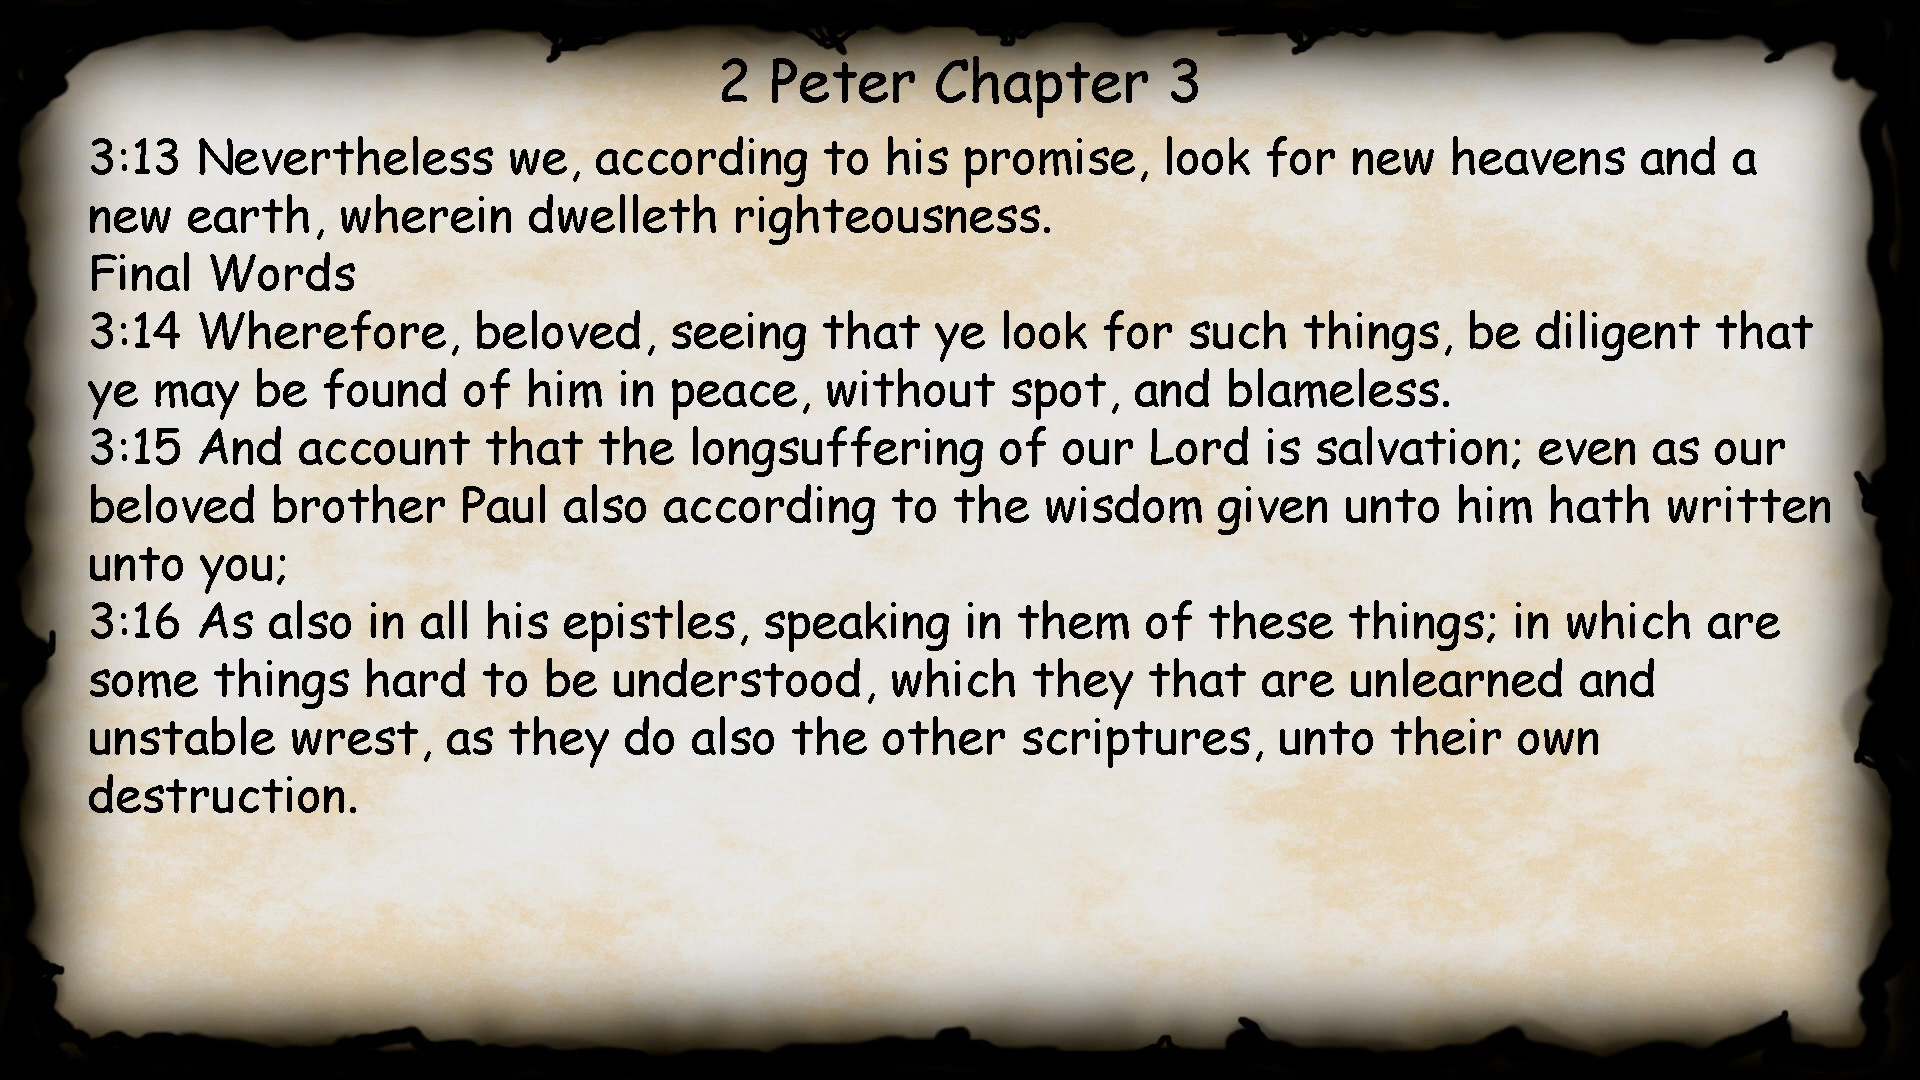 2 Peter Chapter 3
3:13 Nevertheless we, according to his promise, look for new heavens and a
new earth, wherein dwelleth righteousness.
Final Words
3:14 Wherefore, beloved, seeing that ye look for such things, be diligent that
ye may be found of him in peace, without spot, and blameless.
3:15 And account that the longsuffering of our Lord is salvation; even as our
beloved brother Paul also according to the wisdom given unto him hath written
unto you;
3:16 As also in all his epistles, speaking in them of these things; in which are
some things hard to be understood, which they that are unlearned and
unstable wrest, as they do also the other scriptures, unto their own
destruction.